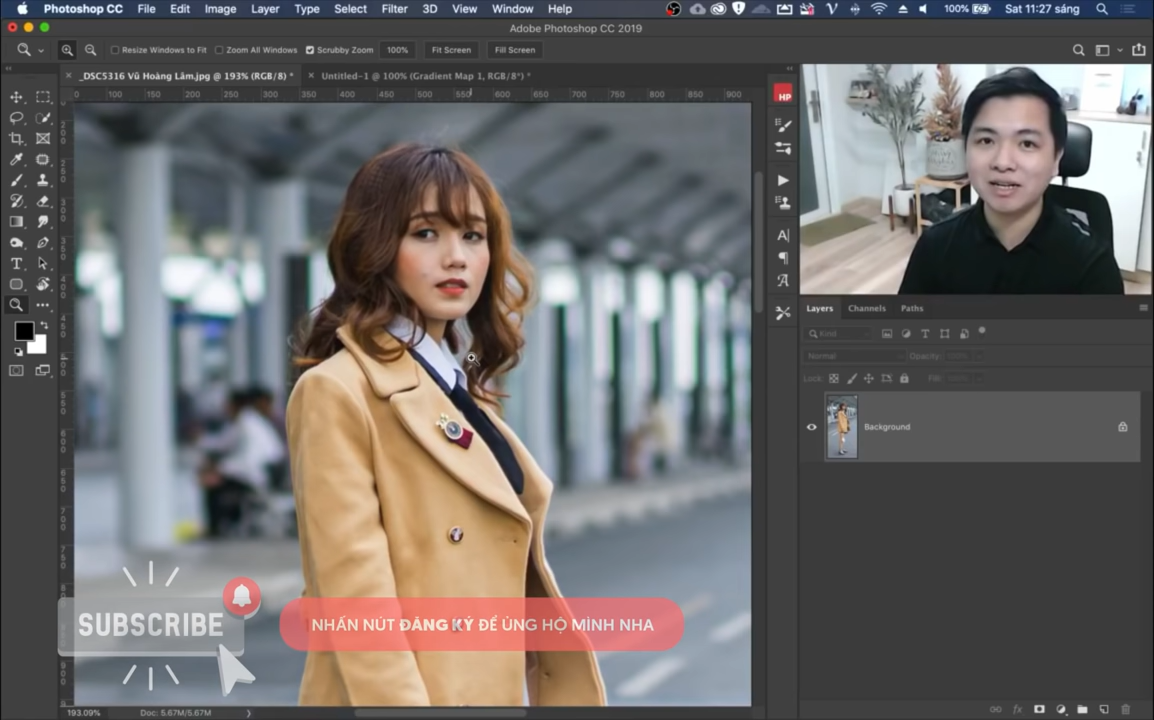 Photoshop CC File Edit Image Layer Type Select Filter 3D View Window Help 100% Sat 11:27 sáng
Adobe Photoshop CC 2019
Resize Windows to Fit Zoom All Windows Scrubby Zoom 100% Fit Screen Fill Screen
_DSC5316 Vũ Hoàng Lâm.jpg @ 193% (RGB/8) * Untitled-1 @ 100% (Gradient Map 1, RGB/8*) *
0 100 150 200 250 300 350 400 450 500 550 600 650 700 750 800 850 900
HP
Layers Channels Paths
Kind
Normal Opacity:
Lock: Fill:
Background
SUBSCRIBE
NHẤN NÚT ĐĂNG KÝ ĐỂ ỦNG HỘ MÌNH NHA
193.09% Doc: 5.67M/5.67M